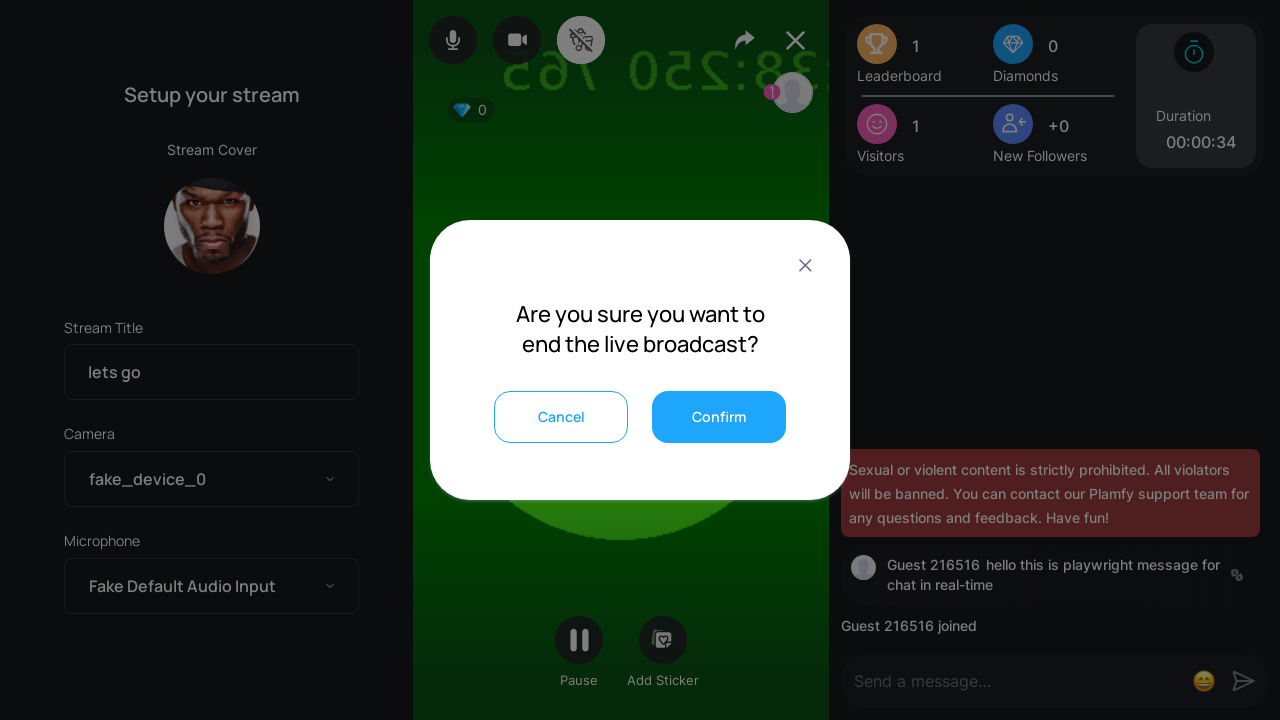 Setup your stream
Stream Cover
Stream Title
lets go
Camera
fake_device_0
Microphone
Fake Default Audio Input
:38:250 765
0
1
Are you sure you want to
end the live broadcast?
Cancel
Confirm
Pause
Add Sticker
1
Leaderboard
0
Diamonds
1
Visitors
+0
New Followers
Duration
00:00:34
Sexual or violent content is strictly prohibited. All violators
will be banned. You can contact our Plamfy support team for
any questions and feedback. Have fun!
Guest 216516 hello this is playwright message for
chat in real-time
Guest 216516 joined
Send a message...